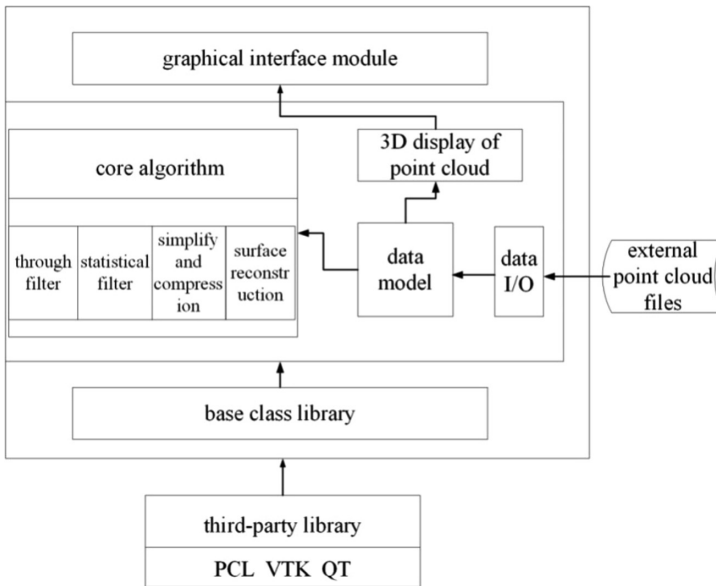 graphical interface module
3D display of
point cloud
core algorithm
through
filter
statistical
filter
simplify
and
compress
ion
surface
reconstr
uction
data
model
data
I/O
external
point cloud
files
base class library
third-party library
PCL VTK QT